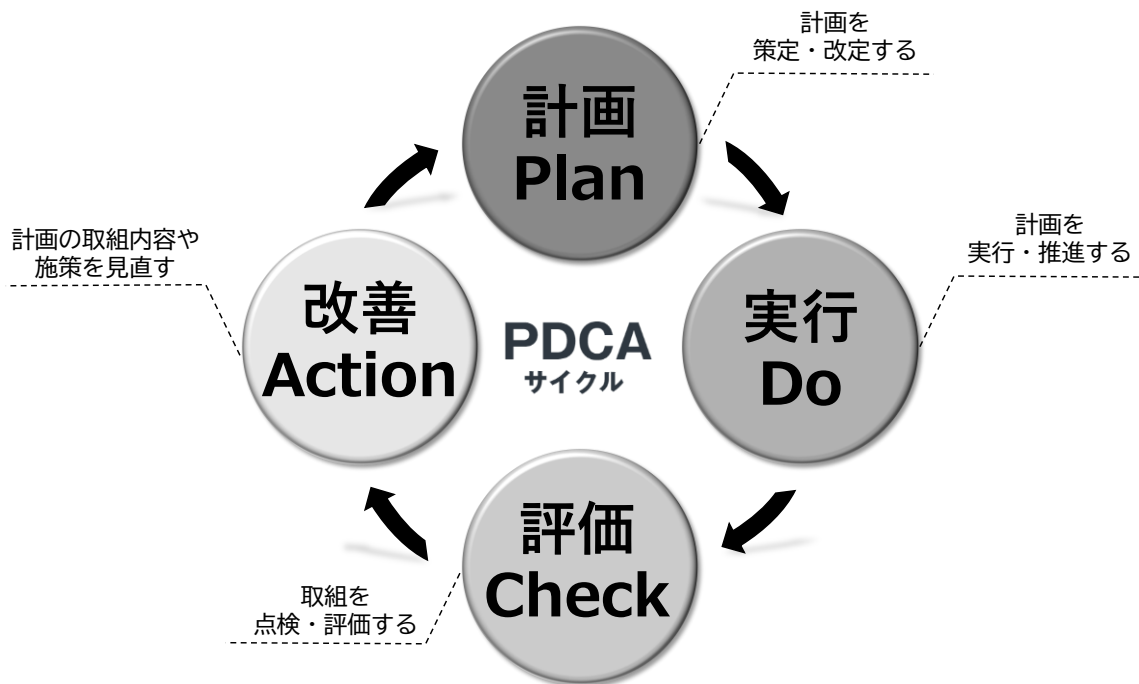 計画を
策定・改定する
計画
Plan
計画を
実行・推進する
実行
Do
PDCA
サイクル
評価
Check
取組を
点検・評価する
改善
Action
計画の取組内容や
施策を見直す